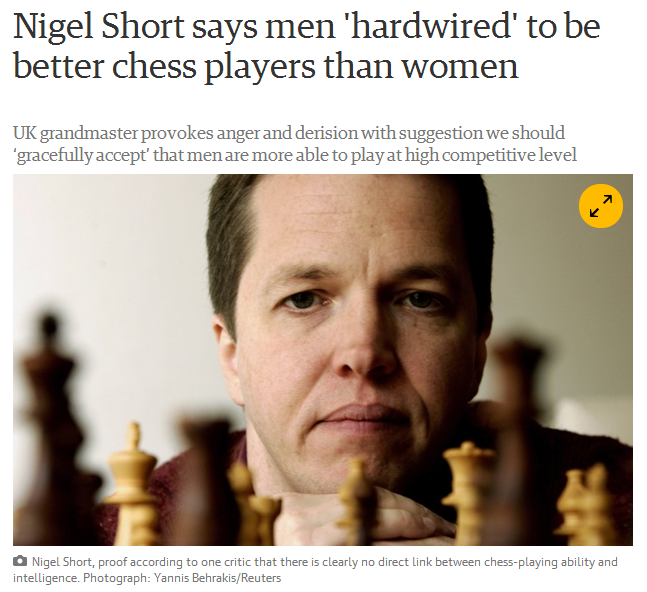 Nigel Short says men 'hardwired' to be
better chess players than women
UK grandmaster provokes anger and derision with suggestion we should
‘gracefully accept’ that men are more able to play at high competitive level
Nigel Short, proof according to one critic that there is clearly no direct link between chess-playing ability and
intelligence. Photograph: Yannis Behrakis/Reuters